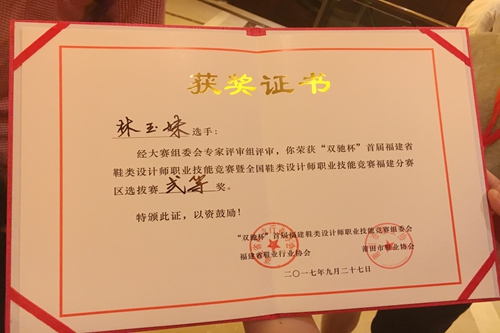 获奖证书
林玉妹 选手：
经大赛组委会专家评审组评审，你荣获“双驰杯”首届福建省
鞋类设计师职业技能竞赛暨全国鞋类设计师职业技能竞赛福建分赛
区选拔赛 贰等 奖。
特颁此证，以资鼓励！
“双驰杯”首届福建鞋类设计师职业技能竞赛组委会
福建省鞋业行业协会 莆田市鞋业协会
二〇一七年九月二十七日